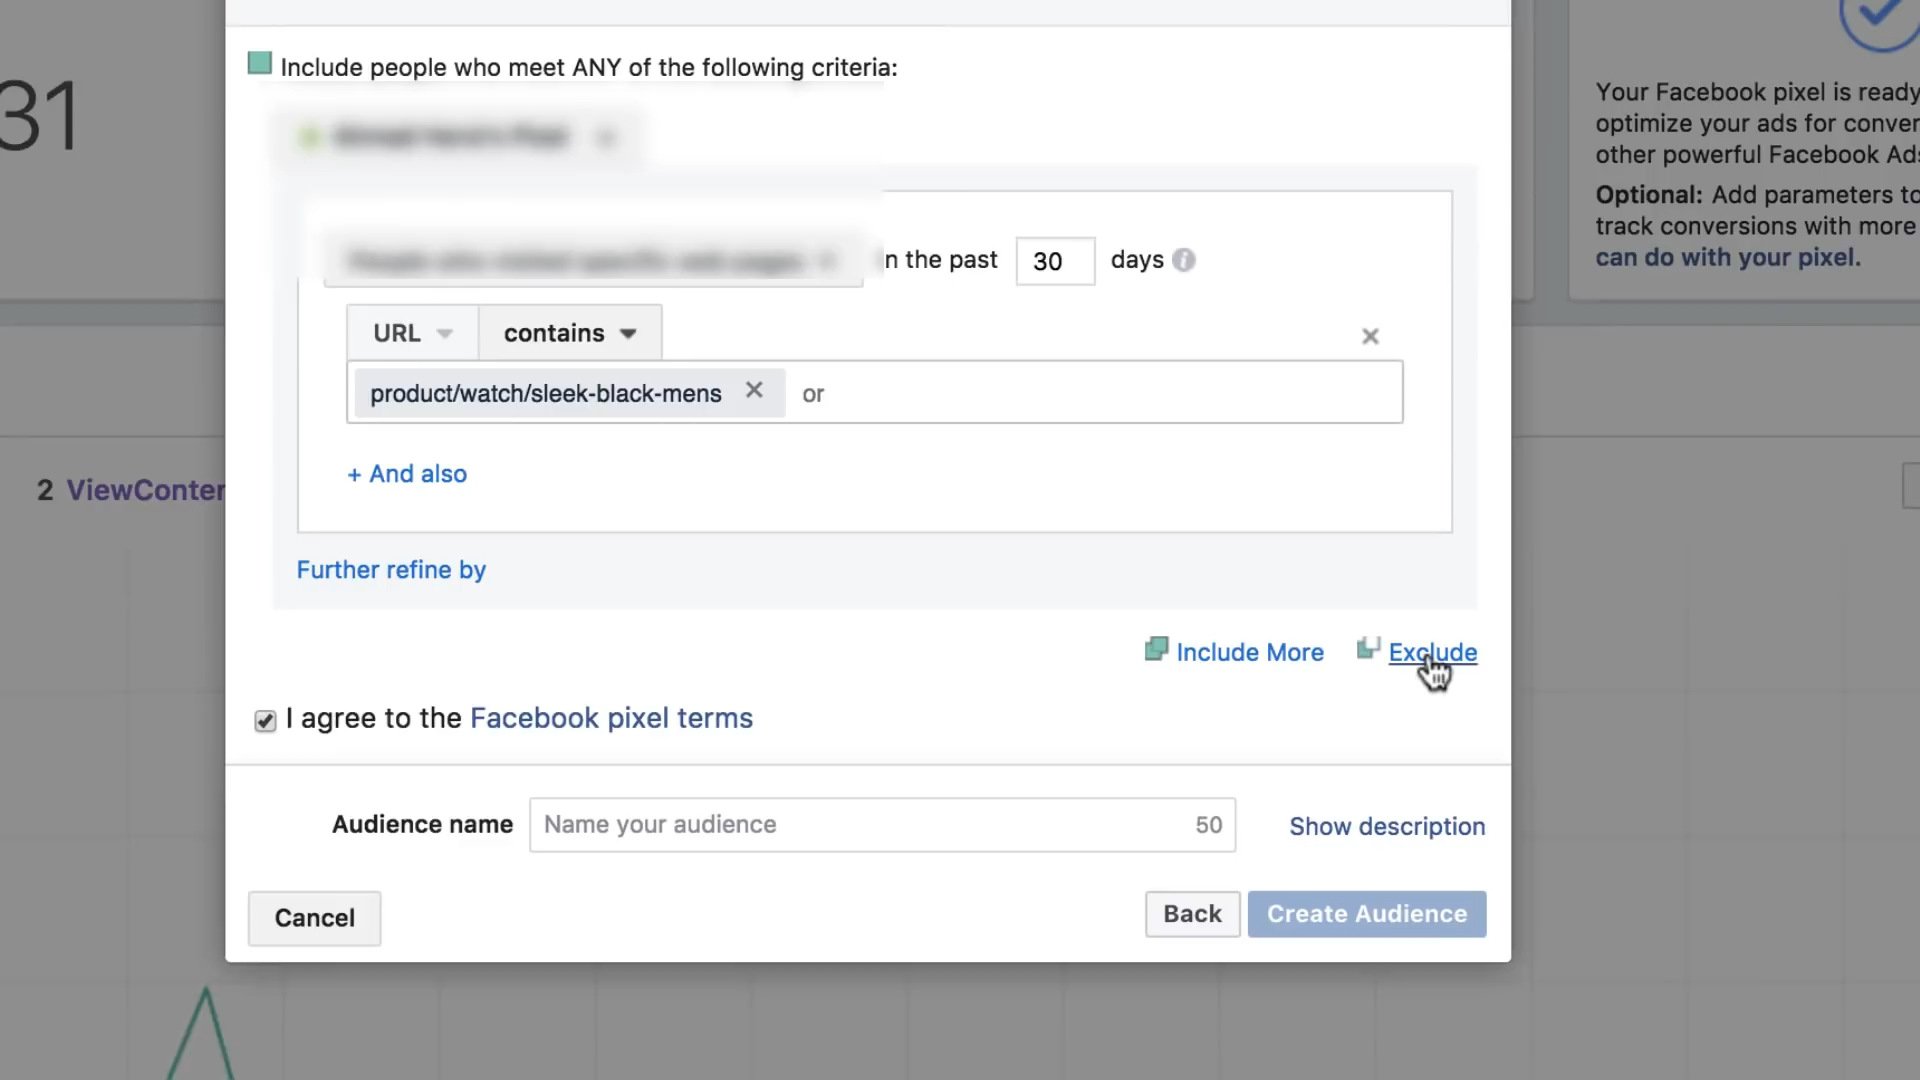 31
Include people who meet ANY of the following criteria:
n the past 30 days
URL contains
product/watch/sleek-black-mens × or
+ And also
Further refine by
Include More Exclude
I agree to the Facebook pixel terms
Audience name Name your audience 50 Show description
Cancel Back Create Audience
2 ViewConten
Your Facebook pixel is ready
optimize your ads for conver
other powerful Facebook Ads
Optional: Add parameters to
track conversions with more
can do with your pixel.